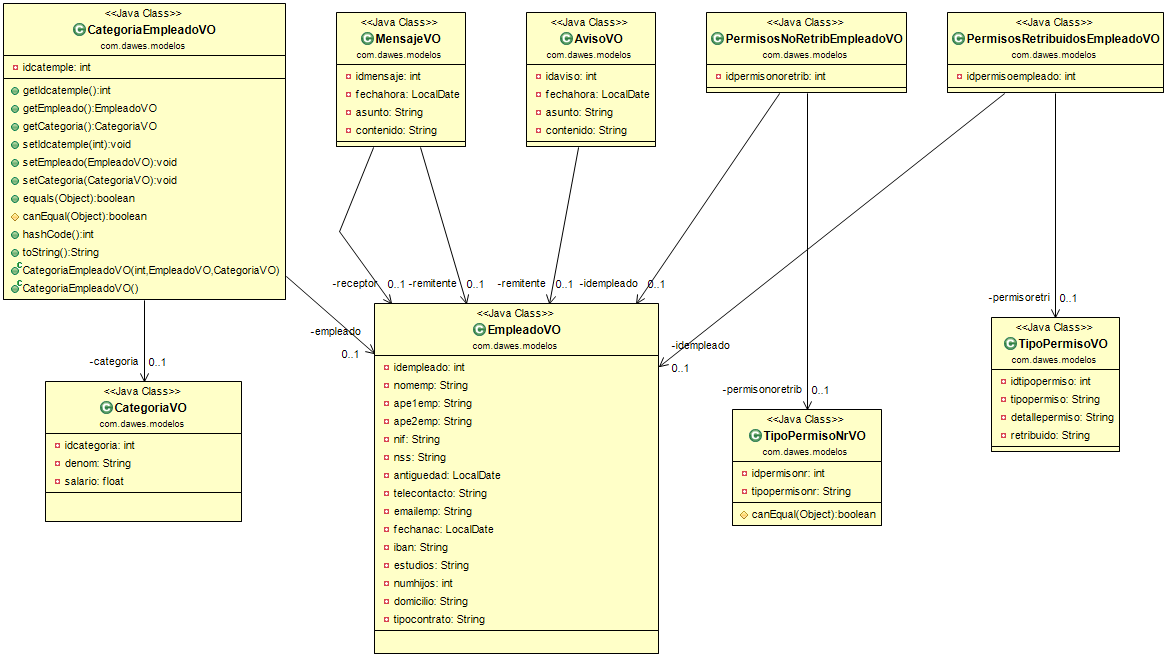 <<Java Class>>
CategoriaEmpleadoVO
com.dawes.modelos
idcatemple: int
getIdcatemple():int
getEmpleado():EmpleadoVO
getCategoria():CategoriaVO
setIdcatemple(int):void
setEmpleado(EmpleadoVO):void
setCategoria(CategoriaVO):void
equals(Object):boolean
canEqual(Object):boolean
hashCode():int
toString():String
CategoriaEmpleadoVO(int,EmpleadoVO,CategoriaVO)
CategoriaEmpleadoVO()
<<Java Class>>
MensajeVO
com.dawes.modelos
idmensaje: int
fechahora: LocalDate
asunto: String
contenido: String
<<Java Class>>
AvisoVO
com.dawes.modelos
idaviso: int
fechahora: LocalDate
asunto: String
contenido: String
<<Java Class>>
PermisosNoRetribEmpleadoVO
com.dawes.modelos
idpermisonoretrib: int
<<Java Class>>
PermisosRetribuidosEmpleadoVO
com.dawes.modelos
idpermisoempleado: int
-receptor 0..1
-remitente 0..1
-remitente 0..1
-idempleado 0..1
-permisoretri 0..1
-empleado
0..1
-idempleado
0..1
-categoria 0..1
-permisonoretrib 0..1
<<Java Class>>
CategoriaVO
com.dawes.modelos
idcategoria: int
denom: String
salario: float
<<Java Class>>
EmpleadoVO
com.dawes.modelos
idempleado: int
nomemp: String
ape1emp: String
ape2emp: String
nif: String
nss: String
antiguedad: LocalDate
telecontacto: String
emailemp: String
fechanac: LocalDate
iban: String
estudios: String
numhijos: int
domicilio: String
tipocontrato: String
<<Java Class>>
TipoPermisoNrVO
com.dawes.modelos
idpermisonr: int
tipopermisonr: String
canEqual(Object):boolean
<<Java Class>>
TipoPermisoVO
com.dawes.modelos
idtipopermiso: int
tipopermiso: String
detallepermiso: String
retribuido: String